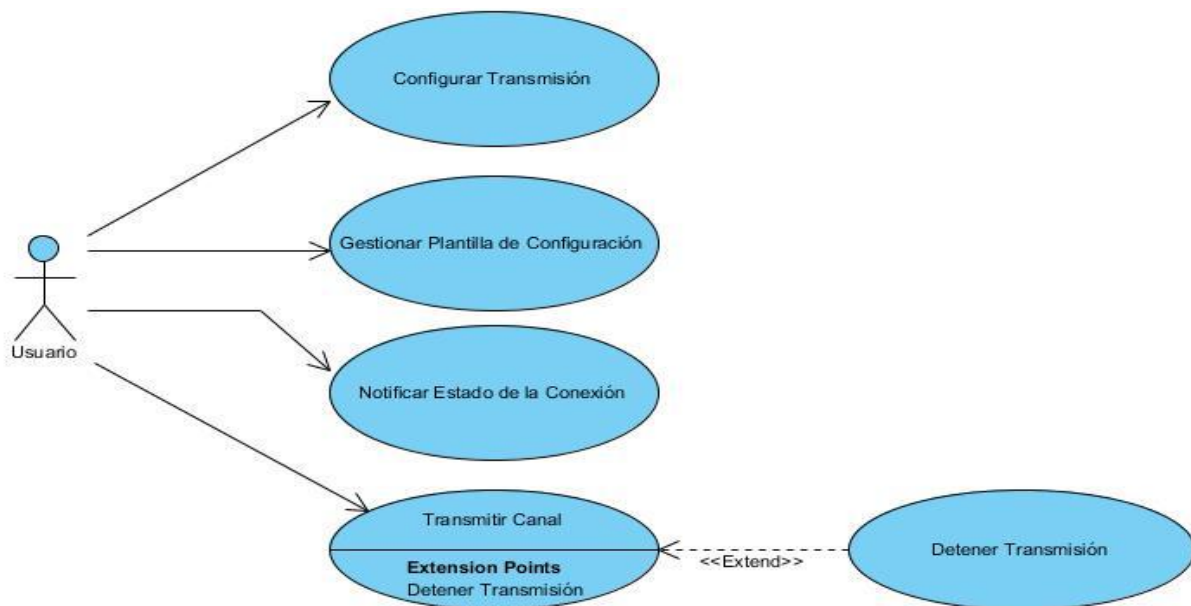 Configurar Transmisión
Gestionar Plantilla de Configuración
Usuario
Notificar Estado de la Conexión
Transmitir Canal
Extension Points
Detener Transmisión
<<Extend>>
Detener Transmisión